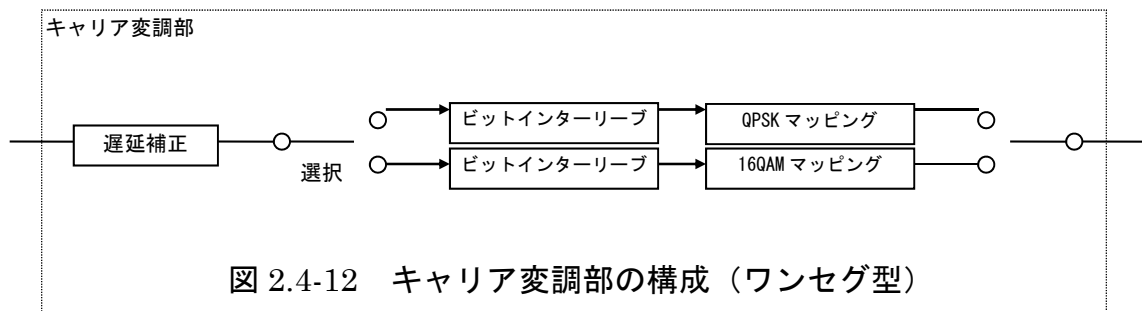 キャリア変調部
遅延補正
選択
ビットインターリーブ
QPSK マッピング
ビットインターリーブ
16QAM マッピング
図 2.4-12 キャリア変調部の構成（ワンセグ型）